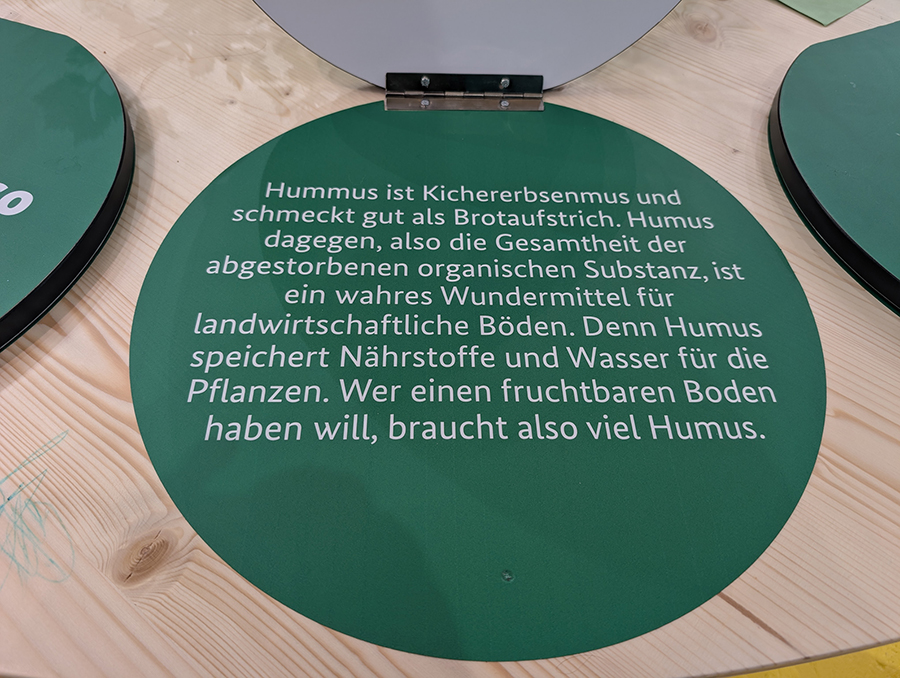 Hummus ist Kichererbsenmus und
schmeckt gut als Brotaufstrich. Humus
dagegen, also die Gesamtheit der
abgestorbenen organischen Substanz, ist
ein wahres Wundermittel für
landwirtschaftliche Böden. Denn Humus
speichert Nährstoffe und Wasser für die
Pflanzen. Wer einen fruchtbaren Boden
haben will, braucht also viel Humus.